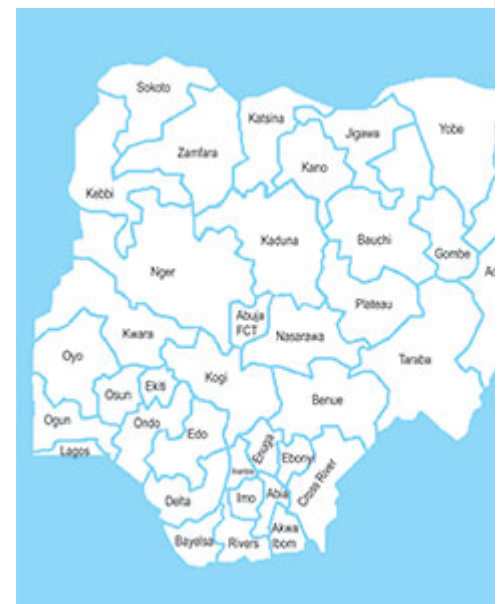 Sokoto
Katsina
Jigawa
Yobe
Zamfara
Kano
Kebbi
Kaduna
Bauchi
Gombe
Ad
Nger
Plateau
Abuja
FCT
Nasarawa
Kwara
Taraba
Oyo
Kogi
Ekiti
Osun
Benue
Ogun
Ondo
Edo
Lagos
Enugu
Ebonyi
Cross River
Delta
Imo
Abia
Akwa
Ibom
Bayelsa
Rivers